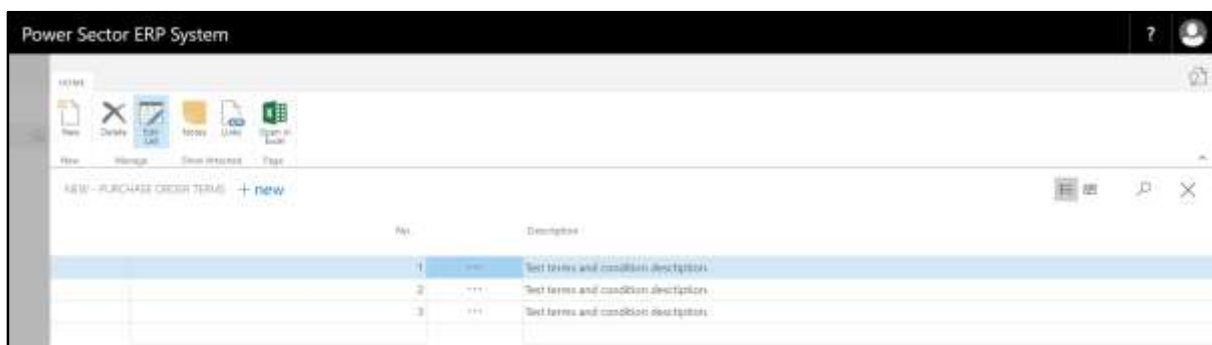 Power Sector ERP System ?
HOME
New Delete Edit List Notes Links Open in Excel
New Manage Show Attached Page
NEW - PURCHASE ORDER TERMS + new
No. Description
1 ... Test terms and condition description.
2 ... Test terms and condition description.
3 ... Test terms and condition description.